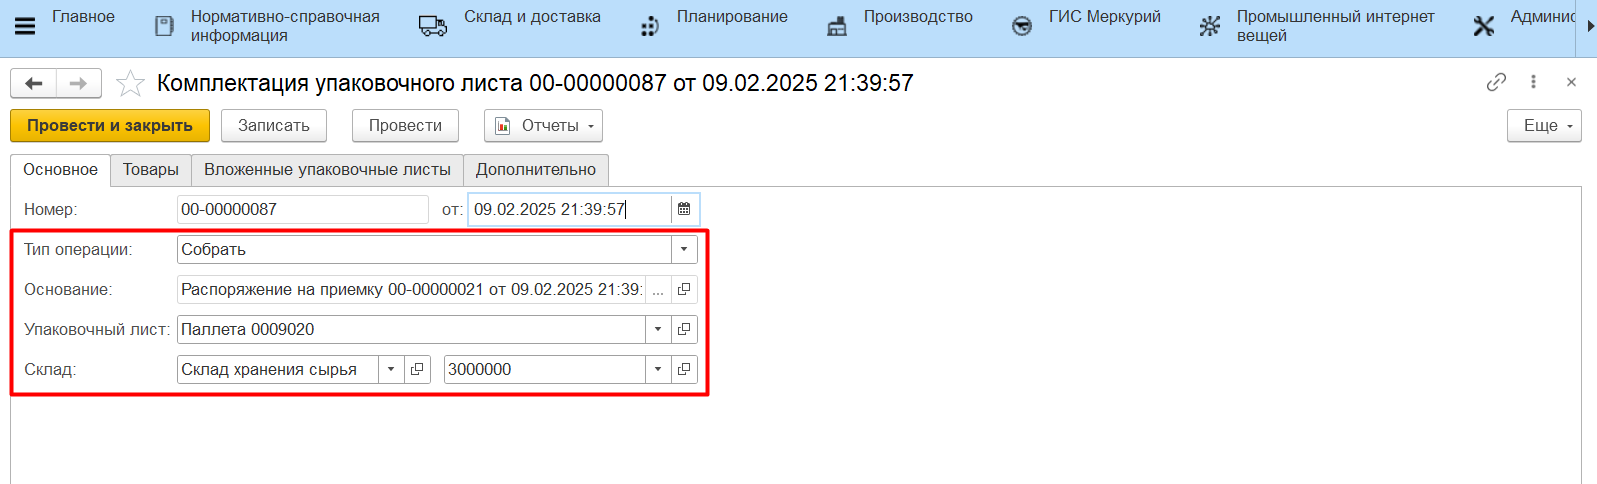 Главное
Нормативно-справочная
информация
Склад и доставка
Планирование
Производство
ГИС Меркурий
Промышленный интернет
вещей
Админис
Комплектация упаковочного листа 00-00000087 от 09.02.2025 21:39:57
Провести и закрыть
Записать
Провести
Отчеты
Еще
Основное
Товары
Вложенные упаковочные листы
Дополнительно
Номер: 00-00000087 от: 09.02.2025 21:39:57
Тип операции: Собрать
Основание: Распоряжение на приемку 00-00000021 от 09.02.2025 21:39: ...
Упаковочный лист: Паллета 0009020
Склад: Склад хранения сырья 3000000